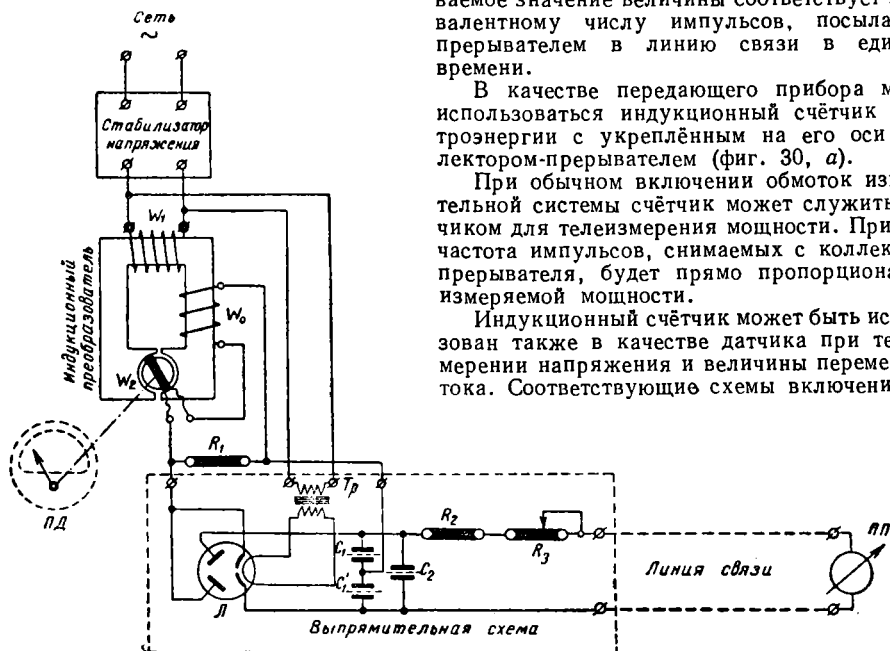 Сеть
~
Стабилизатор
напряжения
W₁
Индукционный
преобразователь
W₀
W₂
ПД
R₁
Тр
Л
C₁
C₁'
C₂
R₂
R₃
Выпрямительная схема
Линия связи
ПП
ваемое значение величины соответствует
валентному числу импульсов, посыла
прерывателем в линию связи в еди
времени.
В качестве передающего прибора м
использоваться индукционный счётчик
троэнергии с укреплённым на его оси
лектором-прерывателем (фиг. 30, а).
При обычном включении обмоток из
тельной системы счётчик может служить
чиком для телеизмерения мощности. При
частота импульсов, снимаемых с коллек
прерывателя, будет прямо пропорциона
измеряемой мощности.
Индукционный счётчик может быть ис
зован также в качестве датчика при те
мерении напряжения и величины переме
тока. Соответствующие схемы включени